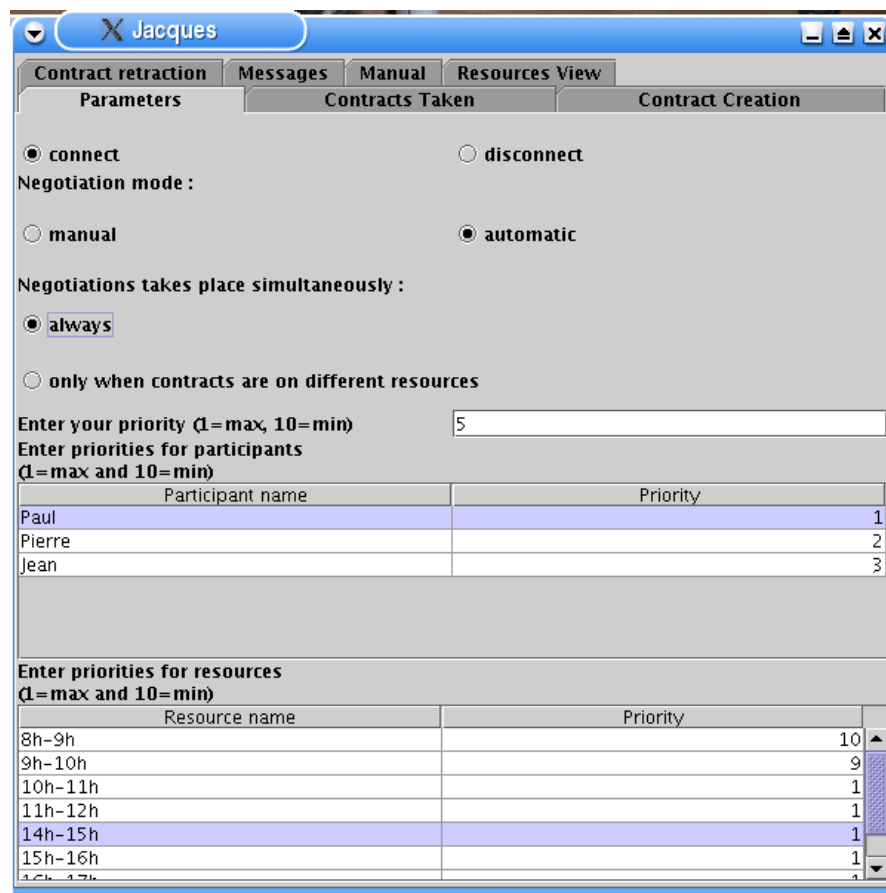 Jacques
Contract retraction Messages Manual Resources View
Parameters Contracts Taken Contract Creation
connect disconnect
Negotiation mode :
manual automatic
Negotiations takes place simultaneously :
always
only when contracts are on different resources
Enter your priority (1=max, 10=min) 5
Enter priorities for participants
(1=max and 10=min)
Participant name Priority
Paul 1
Pierre 2
Jean 3
Enter priorities for resources
(1=max and 10=min)
Resource name Priority
8h-9h 10
9h-10h 9
10h-11h 1
11h-12h 1
14h-15h 1
15h-16h 1
16h-17h 1